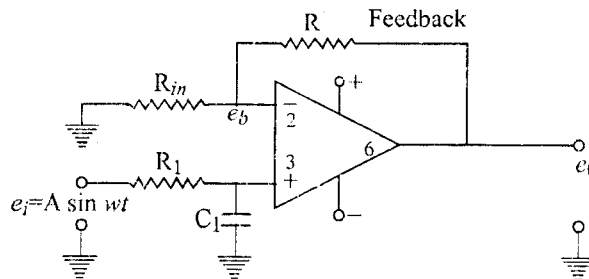 R
Feedback
R_in
e_b
2
−
+
3
R_1
+
6
e_i=A sin wt
C_1
−